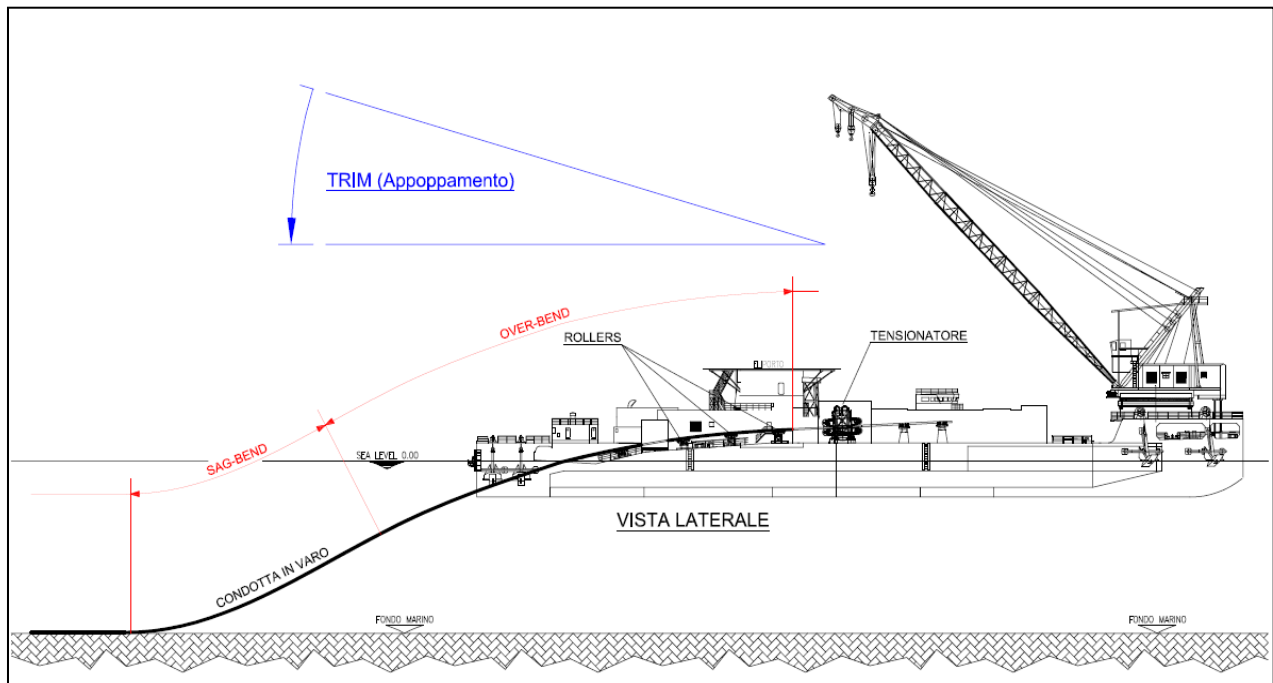 TRIM (Appoppamento)
OVER-BEND
ROLLERS
TENSIONATORE
ELIPORTO
SAG-BEND
SEA LEVEL 0.00
VISTA LATERALE
CONDOTTA IN VARO
FONDO MARINO
FONDO MARINO